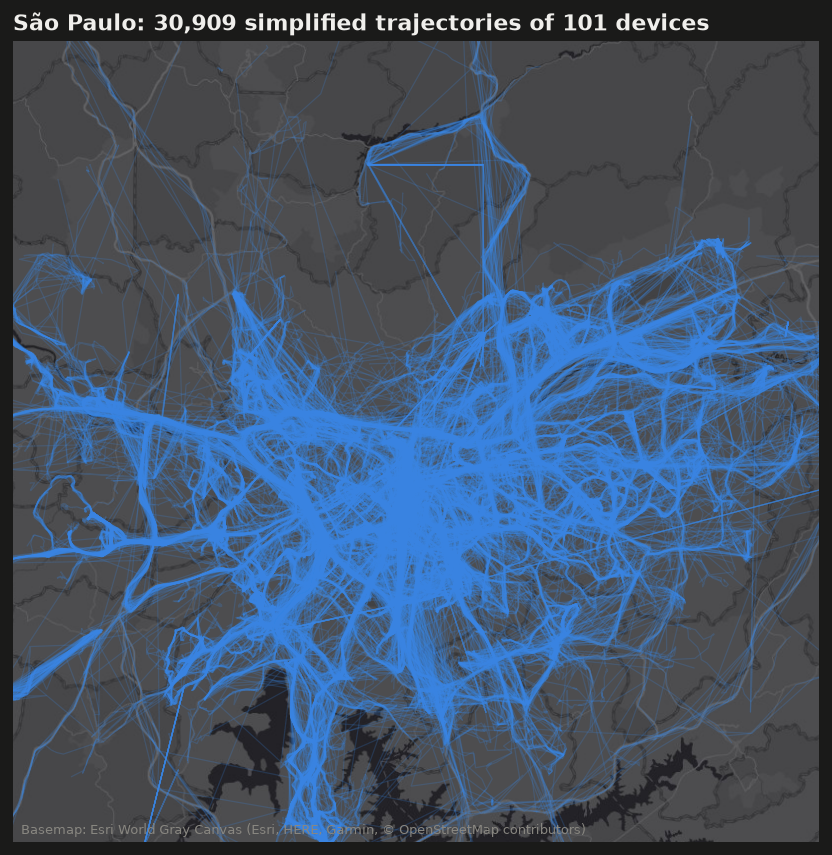 São Paulo: 30,909 simplified trajectories of 101 devices
Basemap: Esri World Gray Canvas (Esri, HERE, Garmin, © OpenStreetMap contributors)